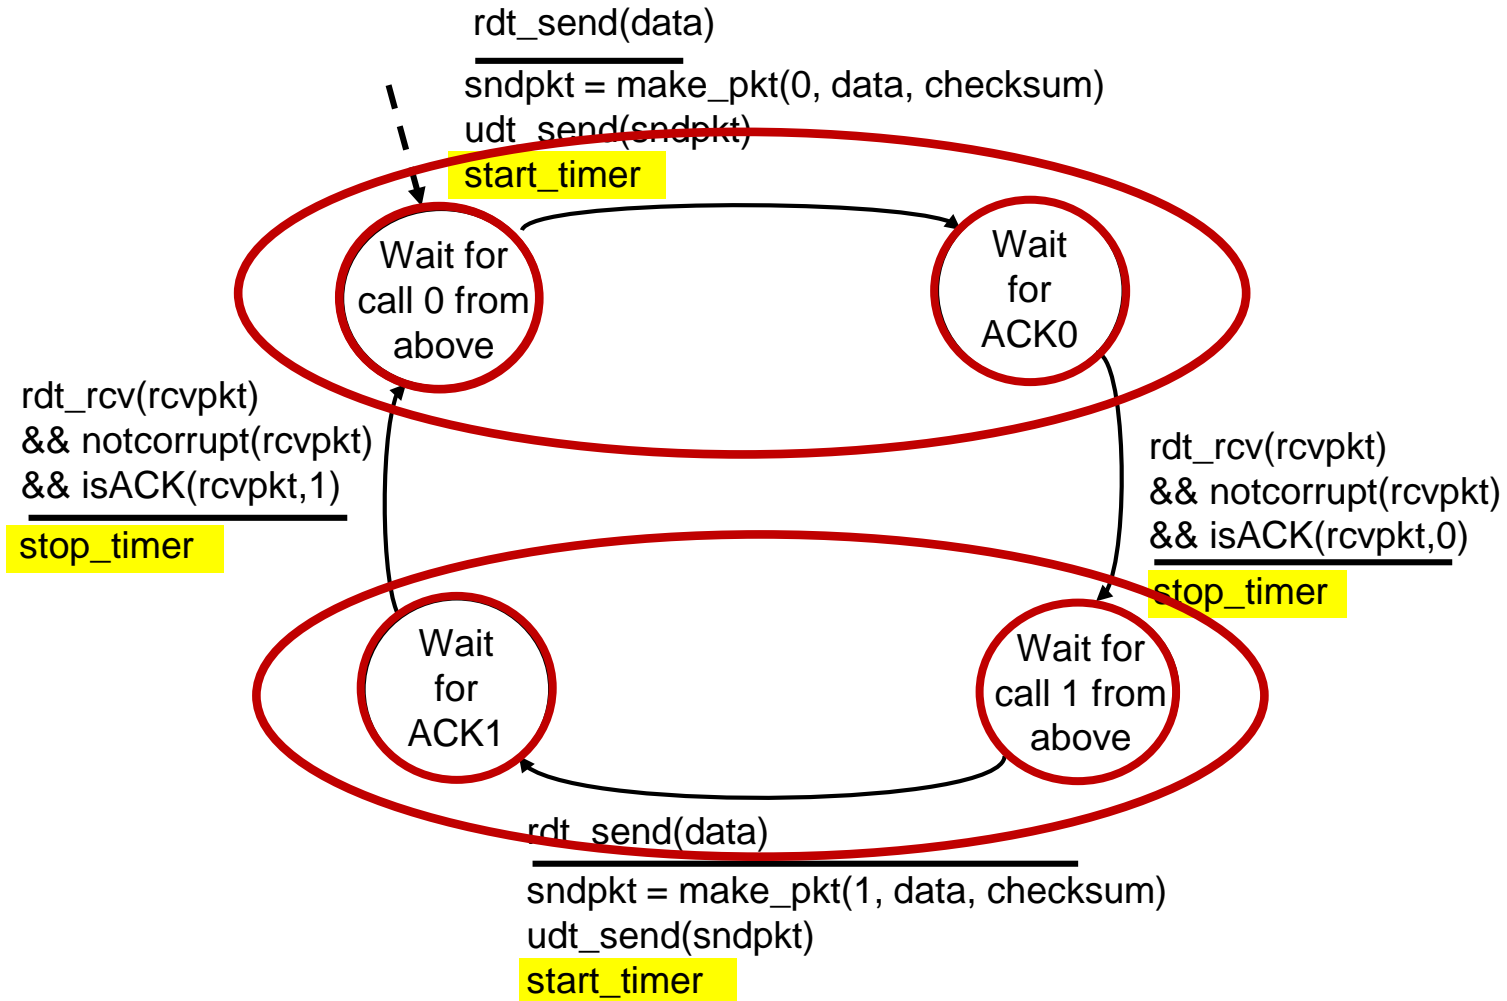 rdt_send(data)
sndpkt = make_pkt(0, data, checksum)
udt_send(sndpkt)
start_timer
Wait for
call 0 from
above
Wait
for
ACK0
rdt_rcv(rcvpkt)
&& notcorrupt(rcvpkt)
&& isACK(rcvpkt,1)
stop_timer
rdt_rcv(rcvpkt)
&& notcorrupt(rcvpkt)
&& isACK(rcvpkt,0)
stop_timer
Wait
for
ACK1
Wait for
call 1 from
above
rdt_send(data)
sndpkt = make_pkt(1, data, checksum)
udt_send(sndpkt)
start_timer